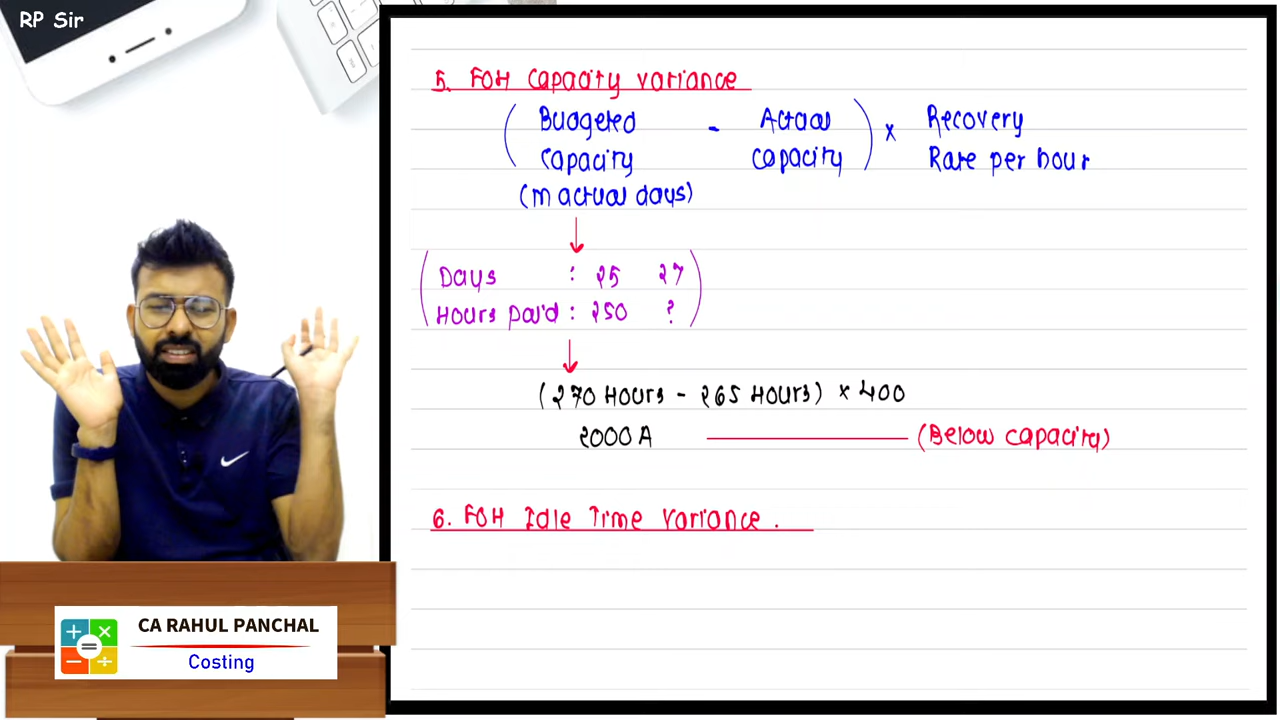 RP Sir
5. FOH Capacity variance
( Budgeted - Actual ) x Recovery
capacity capacity Rate per hour
(in actual days)
↓
Days : 25 27
Hours paid : 250 ?
↓
(270 Hours - 265 Hours) x 400
2000 A ——— (Below capacity)
6. FOH Idle Time Variance.
CA RAHUL PANCHAL
Costing